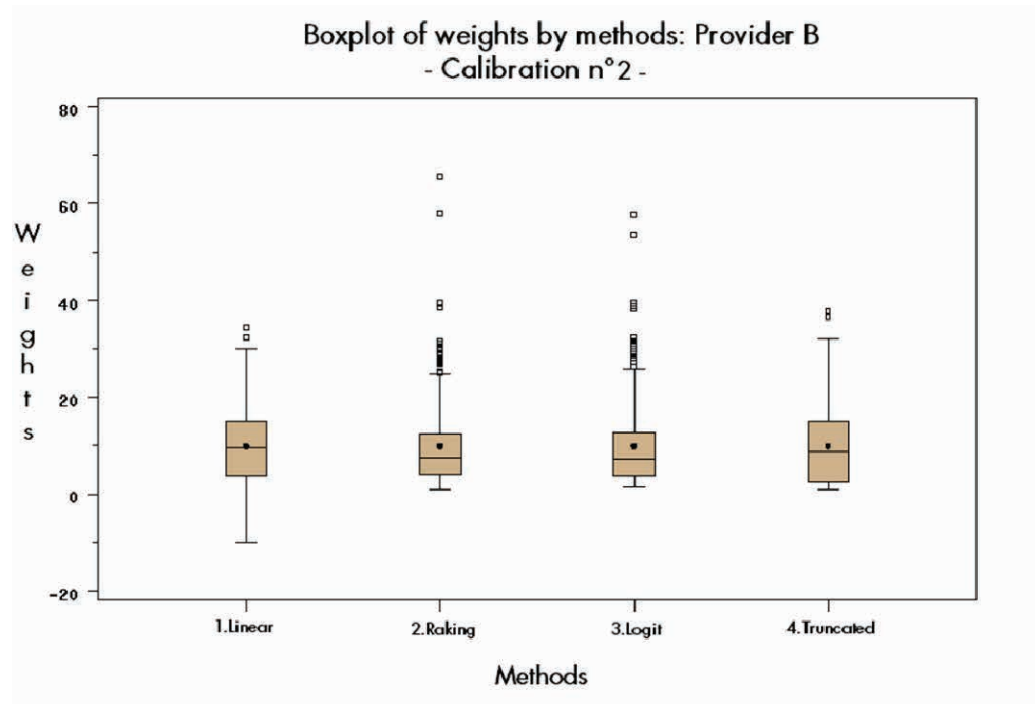 Boxplot of weights by methods: Provider B
- Calibration n°2 -
Weights
80
60
40
20
0
-20
1.Linear
2.Raking
3.Logit
4.Truncated
Methods